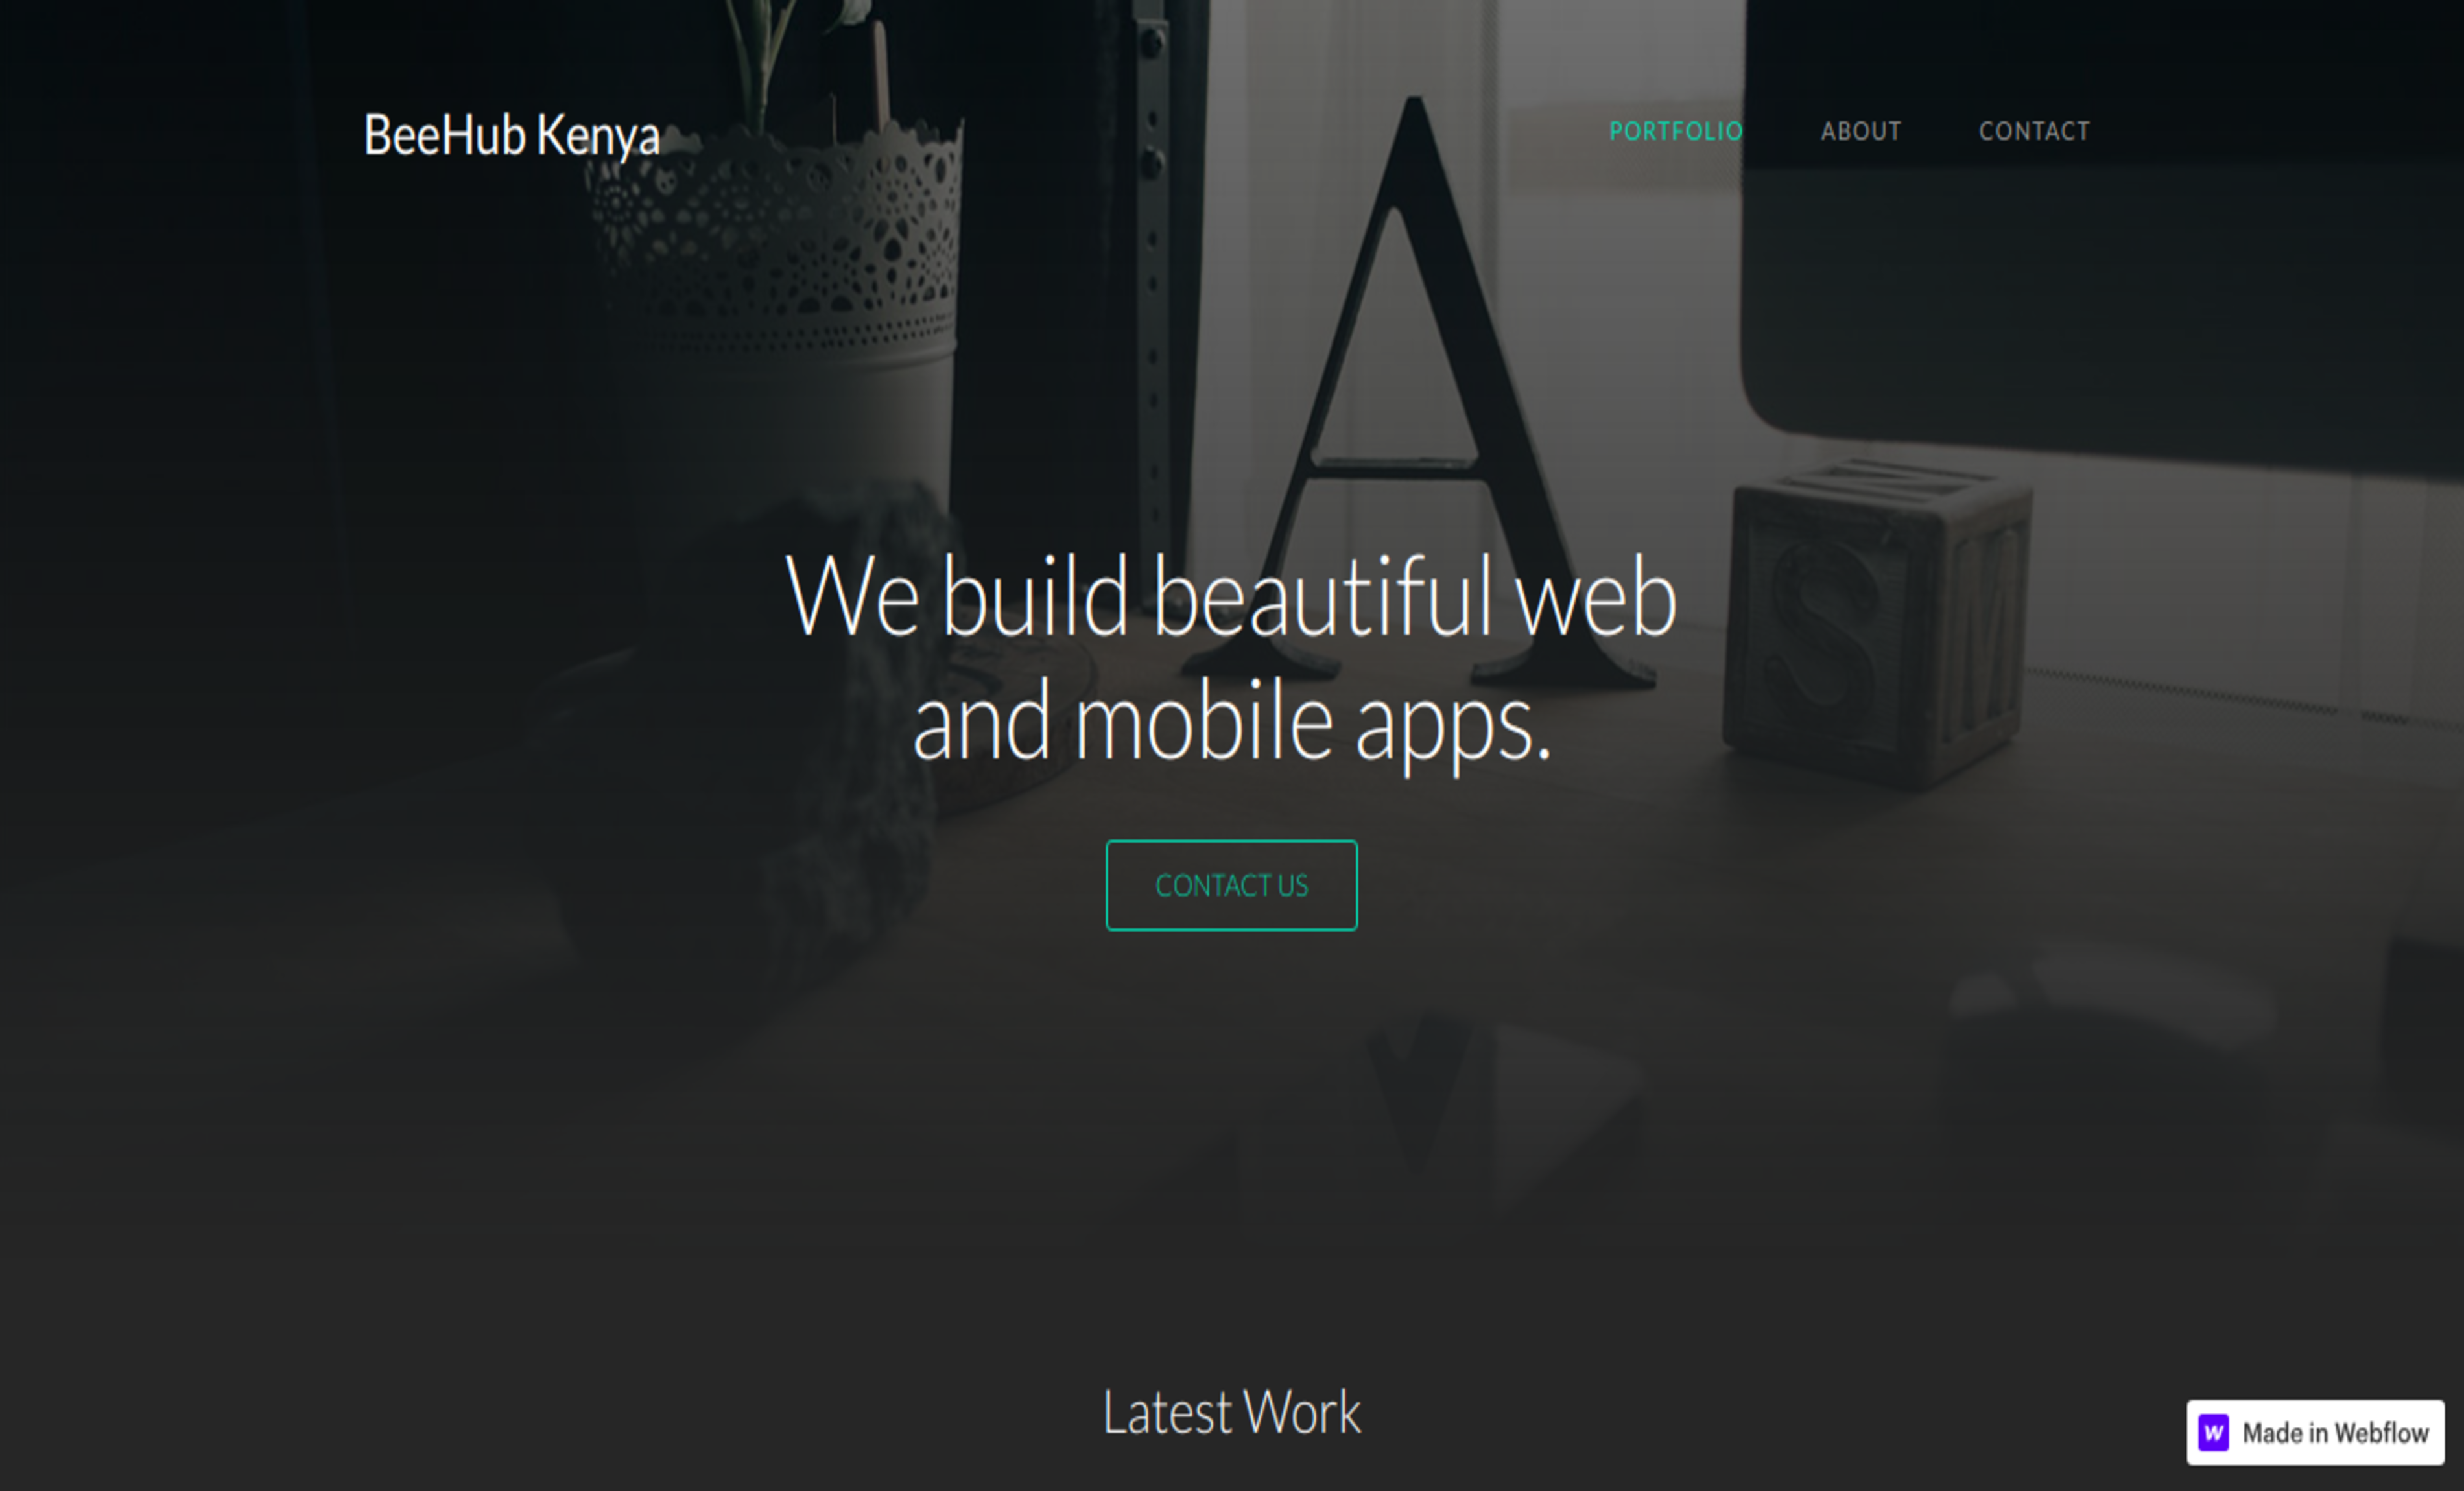 BeeHub Kenya
PORTFOLIO ABOUT CONTACT
A
S
We build beautiful web
and mobile apps.
CONTACT US
Latest Work
W Made in Webflow